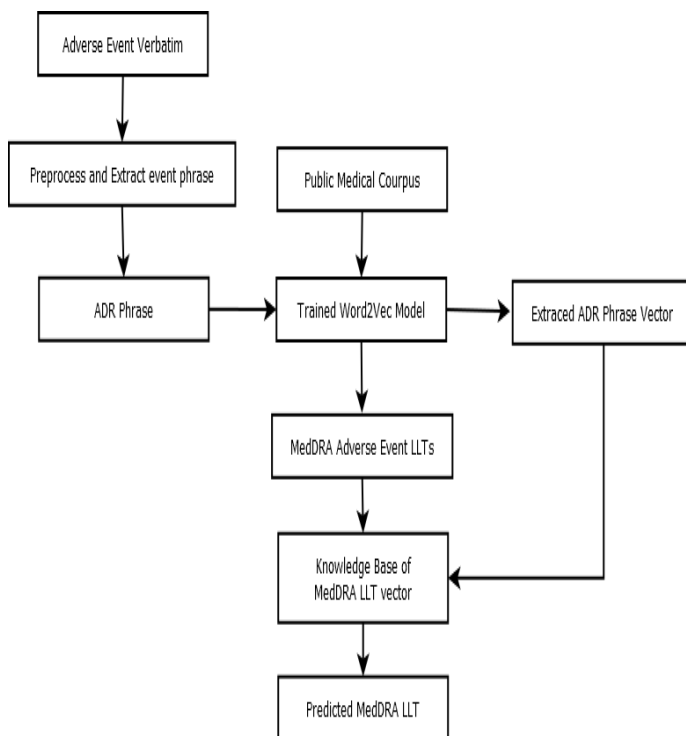 Adverse Event Verbatim
Preprocess and Extract event phrase
Public Medical Courpus
ADR Phrase
Trained Word2Vec Model
Extraced ADR Phrase Vector
MedDRA Adverse Event LLTs
Knowledge Base of
MedDRA LLT vector
Predicted MedDRA LLT